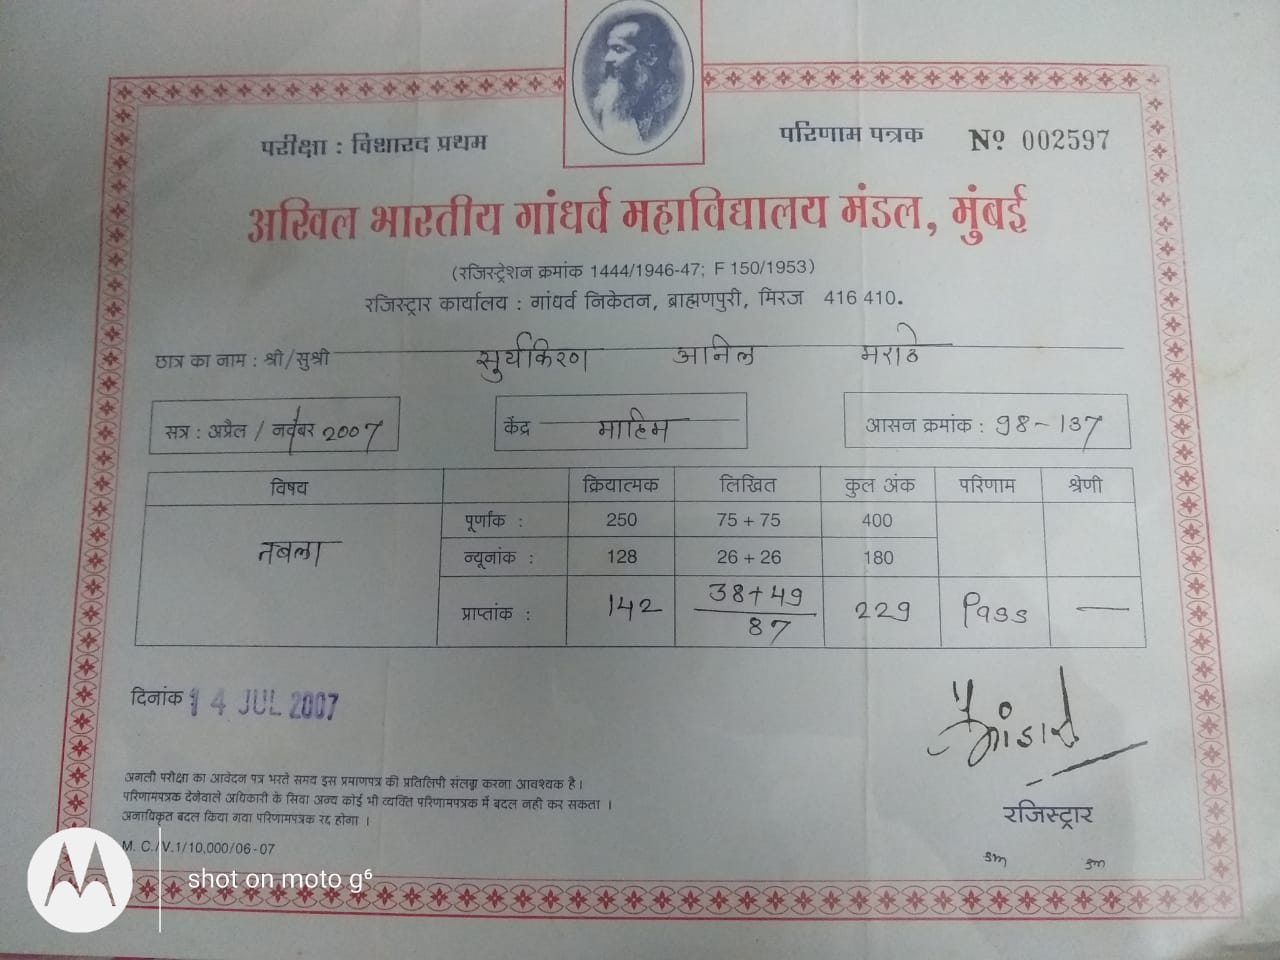 परीक्षा : विशारद प्रथम
परिणाम पत्रक Nº 002597
अखिल भारतीय गांधर्व महाविद्यालय मंडल, मुंबई
(रजिस्ट्रेशन क्रमांक 1444/1946-47; F 150/1953)
रजिस्ट्रार कार्यालय : गांधर्व निकेतन, ब्राह्मणपुरी, मिरज 416 410.
छात्र का नाम : श्री/सुश्री सुर्यकिरण अनिल मराठे
सत्र : अप्रैल / नवंबर 2007 केंद्र माहिम आसन क्रमांक : 98-137
विषय क्रियात्मक लिखित कुल अंक परिणाम श्रेणी
पूर्णांक : 250 75 + 75 400
तबला न्यूनांक : 128 26 + 26 180
प्राप्तांक : 142 38+49 229 Pass —
87
दिनांक 14 JUL 2007
अगली परीक्षा का आवेदन पत्र भरते समय इस प्रमाणपत्र की प्रतिलिपी संलग्न करना आवश्यक है ।
परिणामपत्रक देनेवाले अधिकारी के सिवा अन्य कोई भी व्यक्ति परिणामपत्रक में बदल नही कर सकता ।
अनाधिकृत बदल किया गया परिणामपत्रक रद्द होगा ।
रजिस्ट्रार
M. C./V.1/10,000/06-07
shot on moto g⁶